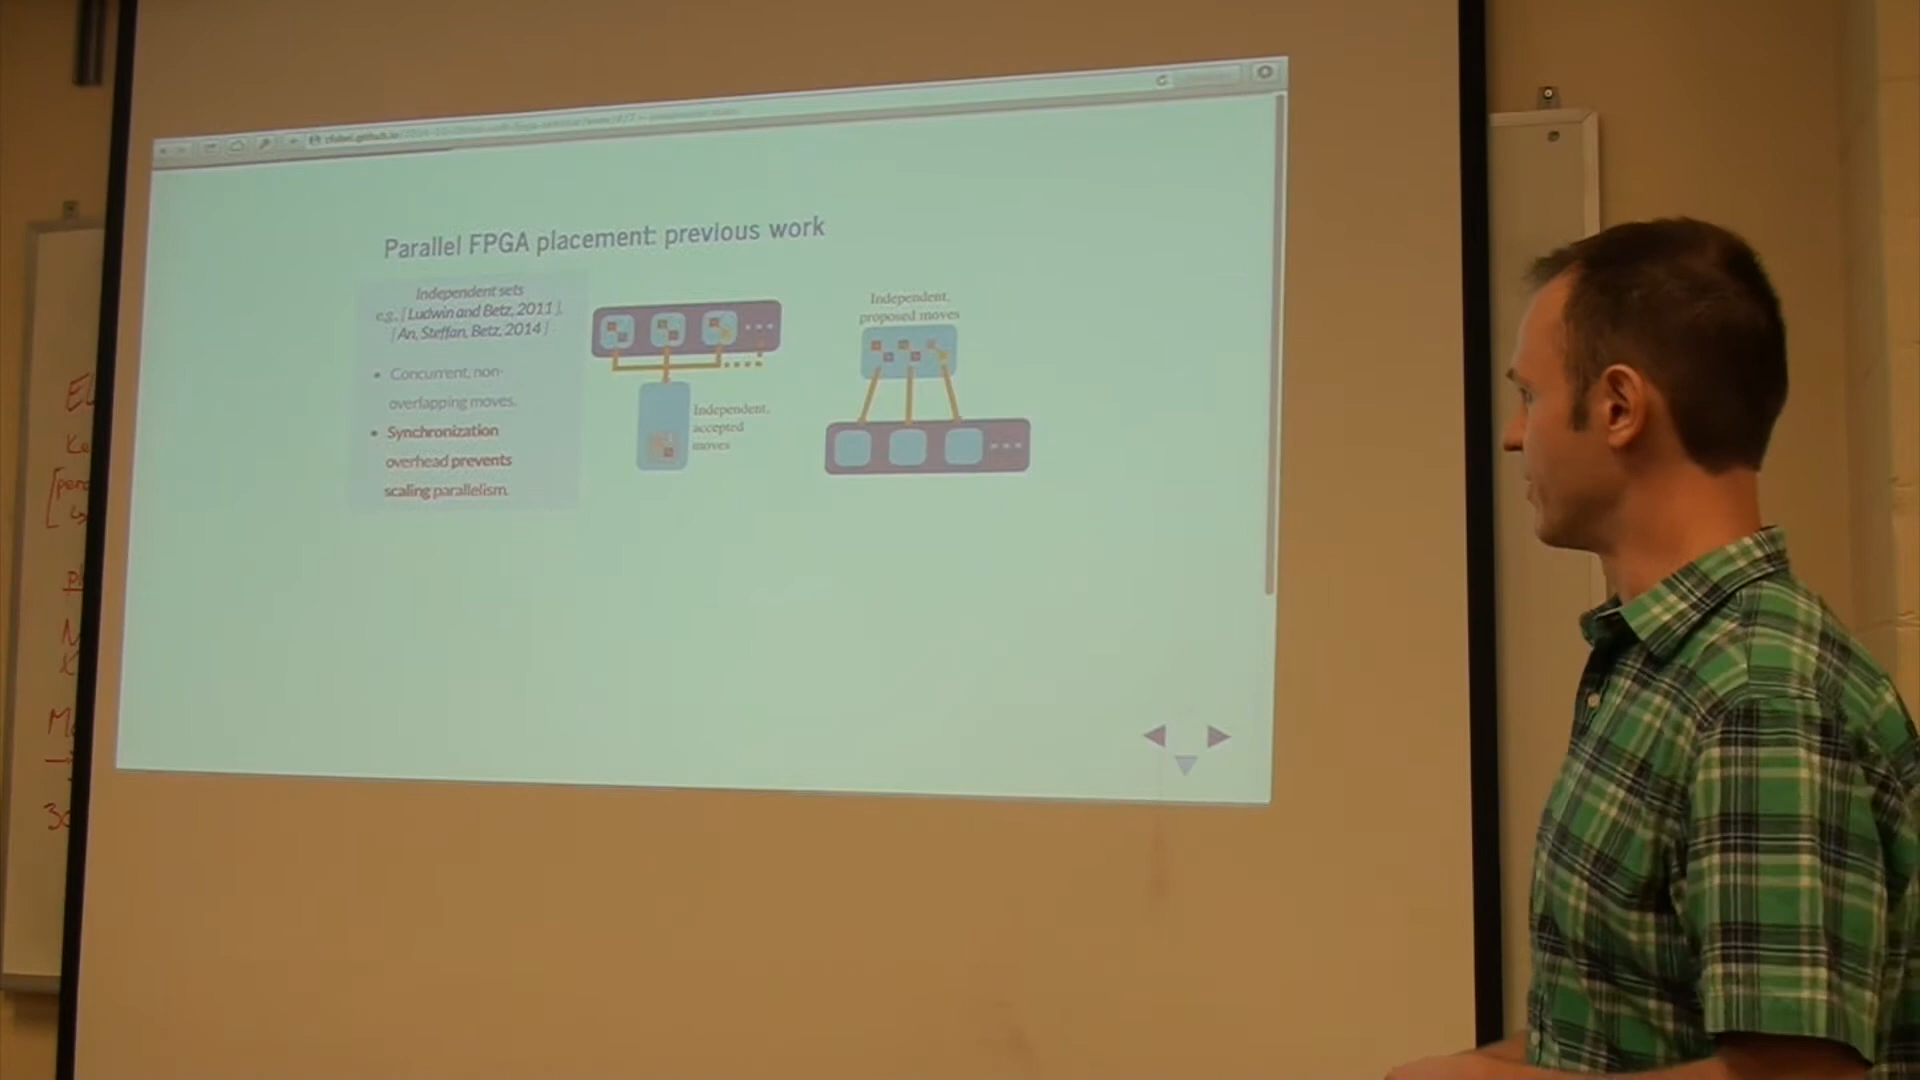 Parallel FPGA placement: previous work
Independent sets
e.g., [ Ludwin and Betz, 2011 ],
[ An, Steffan, Betz, 2014 ]
• Concurrent, non-
overlapping moves.
• Synchronization
overhead prevents
scaling parallelism.
Independent,
accepted
moves
Independent,
proposed moves